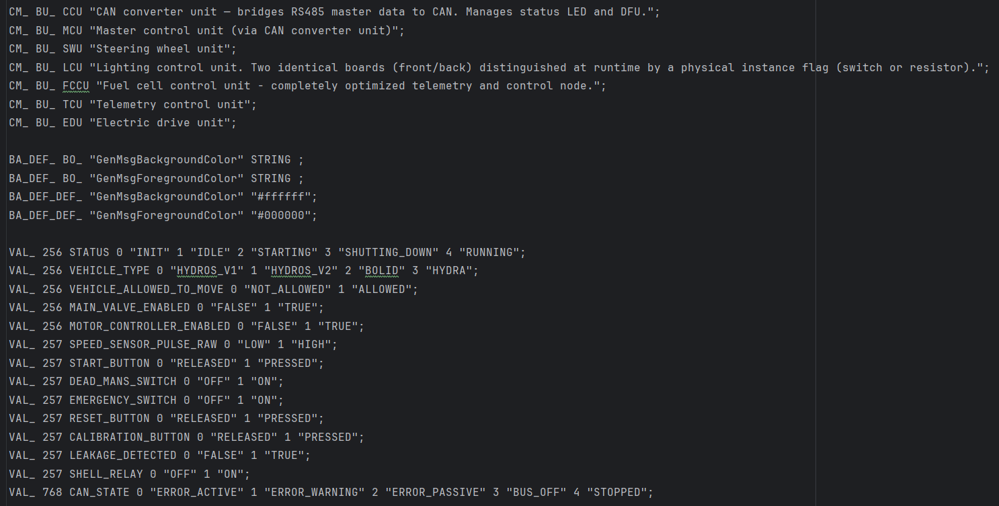 CM_ BU_ CCU "CAN converter unit – bridges RS485 master data to CAN. Manages status LED and DFU.";
CM_ BU_ MCU "Master control unit (via CAN converter unit)";
CM_ BU_ SWU "Steering wheel unit";
CM_ BU_ LCU "Lighting control unit. Two identical boards (front/back) distinguished at runtime by a physical instance flag (switch or resistor).";
CM_ BU_ FCCU "Fuel cell control unit - completely optimized telemetry and control node.";
CM_ BU_ TCU "Telemetry control unit";
CM_ BU_ EDU "Electric drive unit";
BA_DEF_ BO_ "GenMsgBackgroundColor" STRING ;
BA_DEF_ BO_ "GenMsgForegroundColor" STRING ;
BA_DEF_DEF_ "GenMsgBackgroundColor" "#ffffff";
BA_DEF_DEF_ "GenMsgForegroundColor" "#000000";
VAL_ 256 STATUS 0 "INIT" 1 "IDLE" 2 "STARTING" 3 "SHUTTING_DOWN" 4 "RUNNING";
VAL_ 256 VEHICLE_TYPE 0 "HYDROS_V1" 1 "HYDROS_V2" 2 "BOLID" 3 "HYDRA";
VAL_ 256 VEHICLE_ALLOWED_TO_MOVE 0 "NOT_ALLOWED" 1 "ALLOWED";
VAL_ 256 MAIN_VALVE_ENABLED 0 "FALSE" 1 "TRUE";
VAL_ 256 MOTOR_CONTROLLER_ENABLED 0 "FALSE" 1 "TRUE";
VAL_ 257 SPEED_SENSOR_PULSE_RAW 0 "LOW" 1 "HIGH";
VAL_ 257 START_BUTTON 0 "RELEASED" 1 "PRESSED";
VAL_ 257 DEAD_MANS_SWITCH 0 "OFF" 1 "ON";
VAL_ 257 EMERGENCY_SWITCH 0 "OFF" 1 "ON";
VAL_ 257 RESET_BUTTON 0 "RELEASED" 1 "PRESSED";
VAL_ 257 CALIBRATION_BUTTON 0 "RELEASED" 1 "PRESSED";
VAL_ 257 LEAKAGE_DETECTED 0 "FALSE" 1 "TRUE";
VAL_ 257 SHELL_RELAY 0 "OFF" 1 "ON";
VAL_ 768 CAN_STATE 0 "ERROR_ACTIVE" 1 "ERROR_WARNING" 2 "ERROR_PASSIVE" 3 "BUS_OFF" 4 "STOPPED";